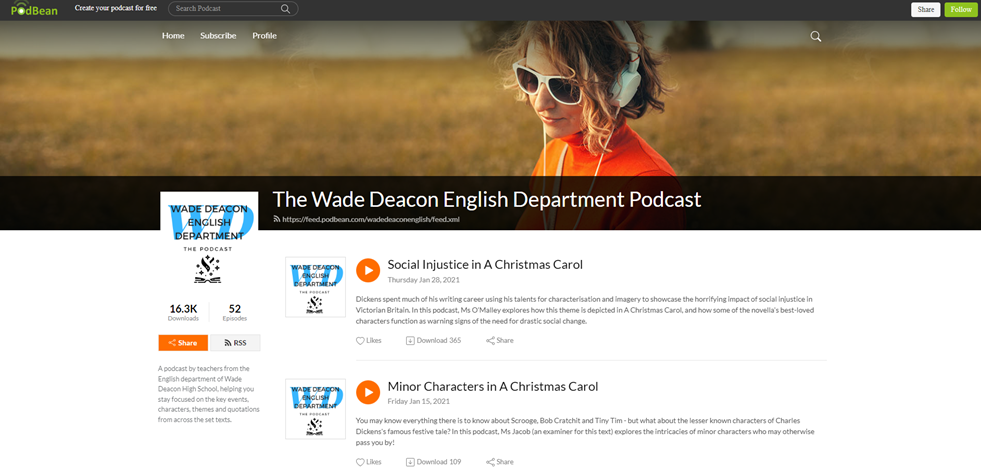 PodBean
Create your podcast for free
Search Podcast
Share
Follow
Home
Subscribe
Profile
The Wade Deacon English Department Podcast
https://feed.podbean.com/wadedeaconenglish/feed.xml
WD
WADE DEACON
ENGLISH
DEPARTMENT
THE PODCAST
16.3K
Downloads
52
Episodes
Share
RSS
A podcast by teachers from the
English department of Wade
Deacon High School, helping you
stay focused on the key events,
characters, themes and quotations
from across the set texts.
WD
WADE DEACON
ENGLISH
DEPARTMENT
THE PODCAST
Social Injustice in A Christmas Carol
Thursday Jan 28, 2021
Dickens spent much of his writing career using his talents for characterisation and imagery to showcase the horrifying impact of social injustice in
Victorian Britain. In this podcast, Ms O'Malley explores how this theme is depicted in A Christmas Carol, and how some of the novella's best-loved
characters function as warning signs of the need for drastic social change.
Likes
Download 365
Share
WD
WADE DEACON
ENGLISH
DEPARTMENT
THE PODCAST
Minor Characters in A Christmas Carol
Friday Jan 15, 2021
You may know everything there is to know about Scrooge, Bob Cratchit and Tiny Tim - but what about the lesser known characters of Charles
Dickens's famous festive tale? In this podcast, Ms Jacob (an examiner for this text) explores the intricacies of minor characters who may otherwise
pass you by!
Likes
Download 109
Share